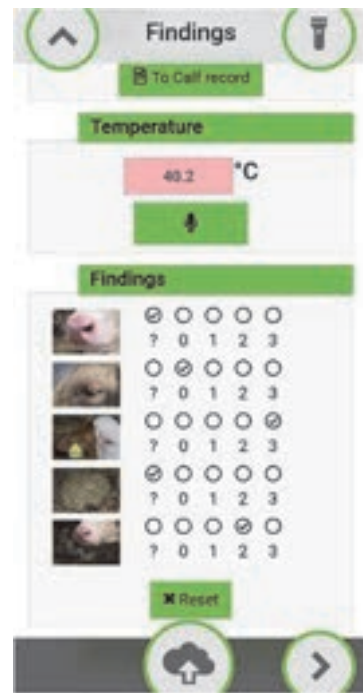 Findings
To Calf record
Temperature
40.2 °C
Findings
? 0 1 2 3
? 0 1 2 3
? 0 1 2 3
? 0 1 2 3
? 0 1 2 3
Reset